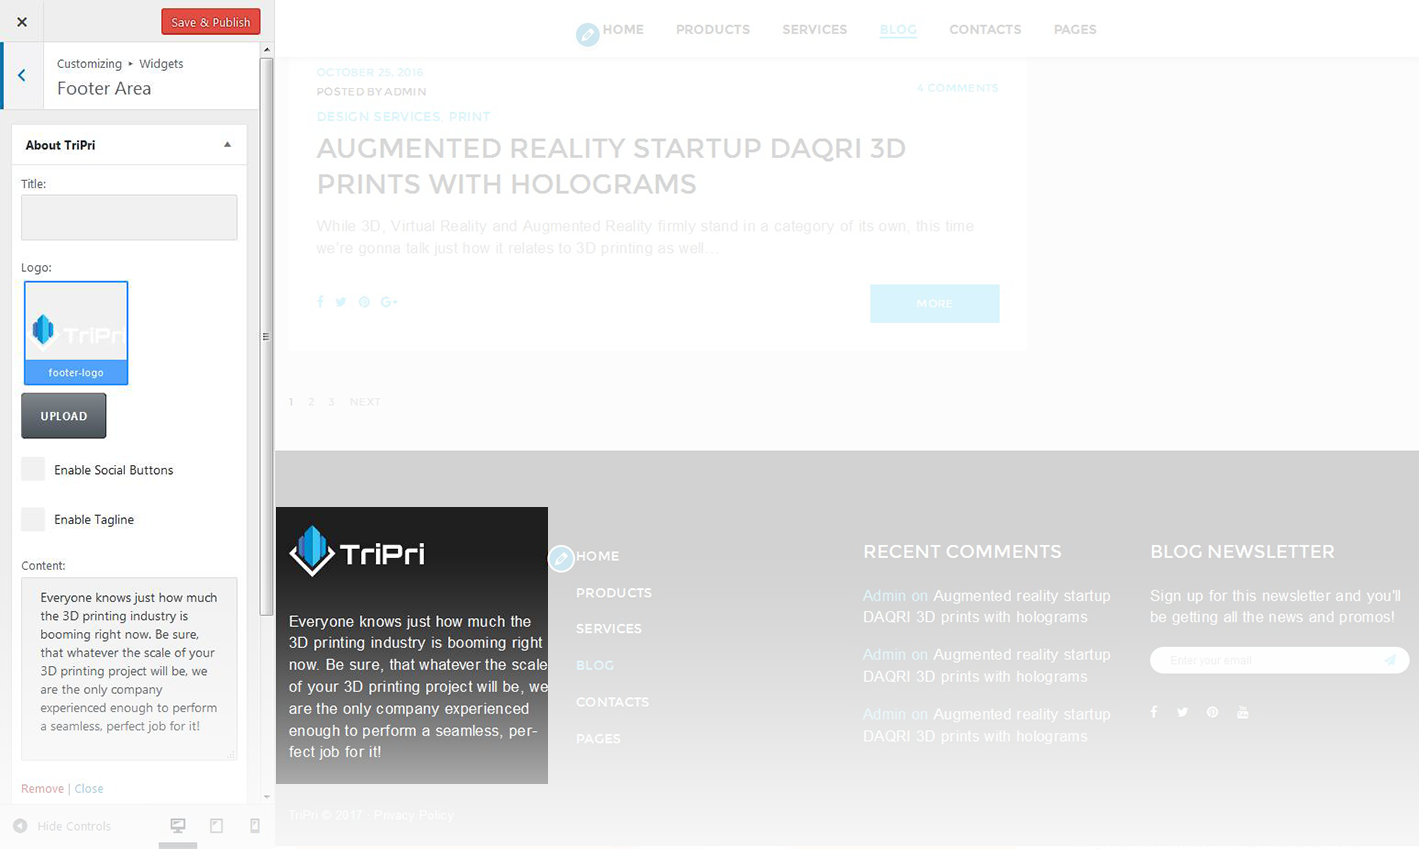 Save & Publish
Customizing ▸ Widgets
Footer Area
About TriPri
Title:
Logo:
TriPri
footer-logo
UPLOAD
Enable Social Buttons
Enable Tagline
Content:
Everyone knows just how much
the 3D printing industry is
booming right now. Be sure,
that whatever the scale of your
3D printing project will be, we
are the only company
experienced enough to perform
a seamless, perfect job for it!
Remove | Close
Hide Controls
HOME PRODUCTS SERVICES BLOG CONTACTS PAGES
OCTOBER 25, 2016
POSTED BY ADMIN
4 COMMENTS
DESIGN SERVICES, PRINT
AUGMENTED REALITY STARTUP DAQRI 3D
PRINTS WITH HOLOGRAMS
While 3D, Virtual Reality and Augmented Reality firmly stand in a category of its own, this time
we're gonna talk just how it relates to 3D printing as well…
MORE
1 2 3 NEXT
TriPri
Everyone knows just how much the
3D printing industry is booming right
now. Be sure, that whatever the scale
of your 3D printing project will be, we
are the only company experienced
enough to perform a seamless, per-
fect job for it!
HOME
PRODUCTS
SERVICES
BLOG
CONTACTS
PAGES
RECENT COMMENTS
Admin on Augmented reality startup
DAQRI 3D prints with holograms
Admin on Augmented reality startup
DAQRI 3D prints with holograms
Admin on Augmented reality startup
DAQRI 3D prints with holograms
BLOG NEWSLETTER
Sign up for this newsletter and you'll
be getting all the news and promos!
Enter your email
TriPri © 2017 Privacy Policy